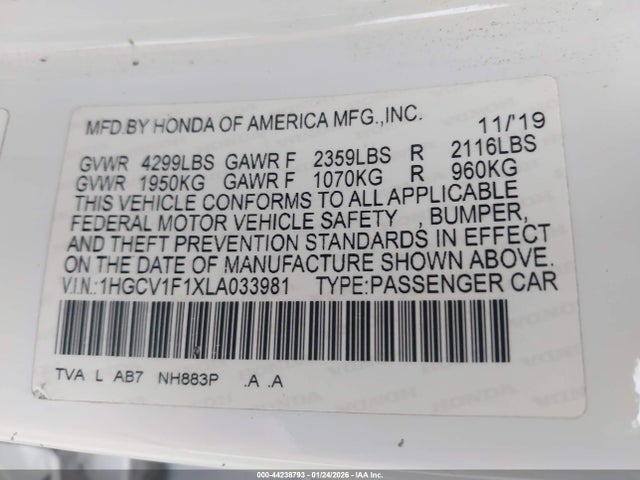 MFD.BY HONDA OF AMERICA MFG.,INC. 11/'19
GVWR 4299LBS GAWR F 2359LBS R 2116LBS
GVWR 1950KG GAWR F 1070KG R 960KG
THIS VEHICLE CONFORMS TO ALL APPLICABLE
FEDERAL MOTOR VEHICLE SAFETY , BUMPER,
AND THEFT PREVENTION STANDARDS IN EFFECT
ON THE DATE OF MANUFACTURE SHOWN ABOVE.
V.I.N.:1HGCV1F1XLA033981 TYPE:PASSENGER CAR
TVA L AB7 NH883P .A .A
HONDA HONDA HONDA
000-44238793 - 01/24/2026 - IAA Inc.